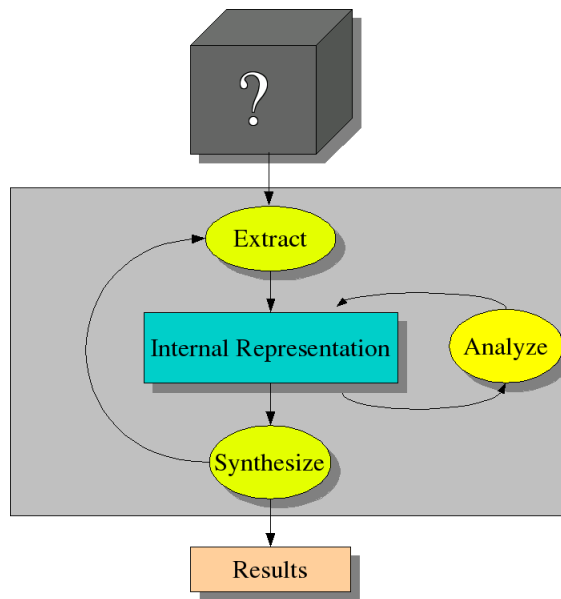 ?
Extract
Internal Representation
Analyze
Synthesize
Results